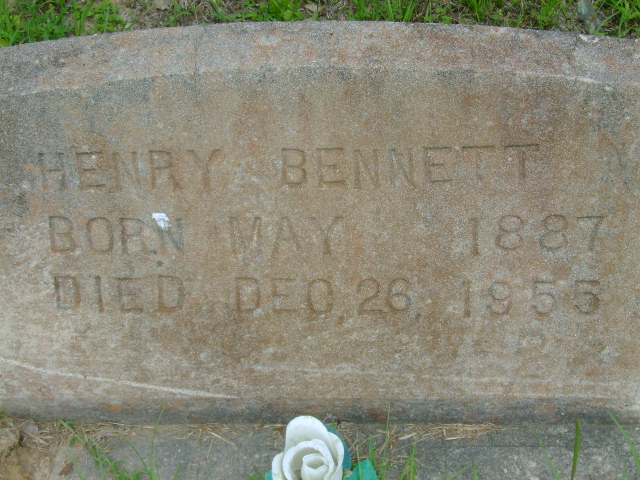 HENRY BENNETT
BORN MAY 1887
DIED DEC. 26, 1955